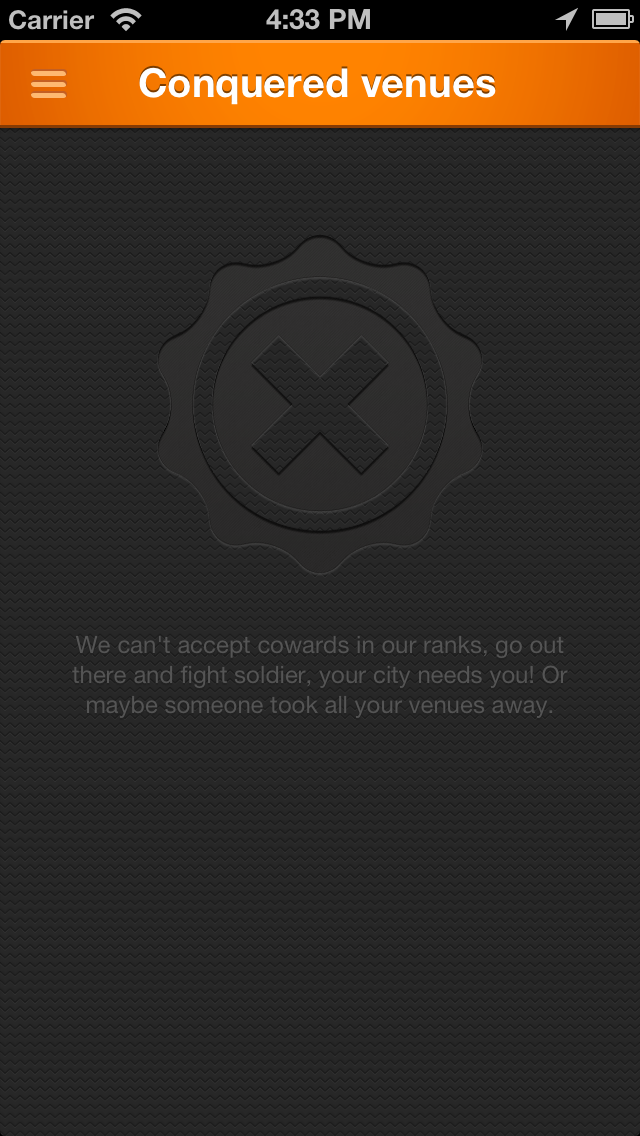 Carrier 4:33 PM
Conquered venues
We can't accept cowards in our ranks, go out
there and fight soldier, your city needs you! Or
maybe someone took all your venues away.